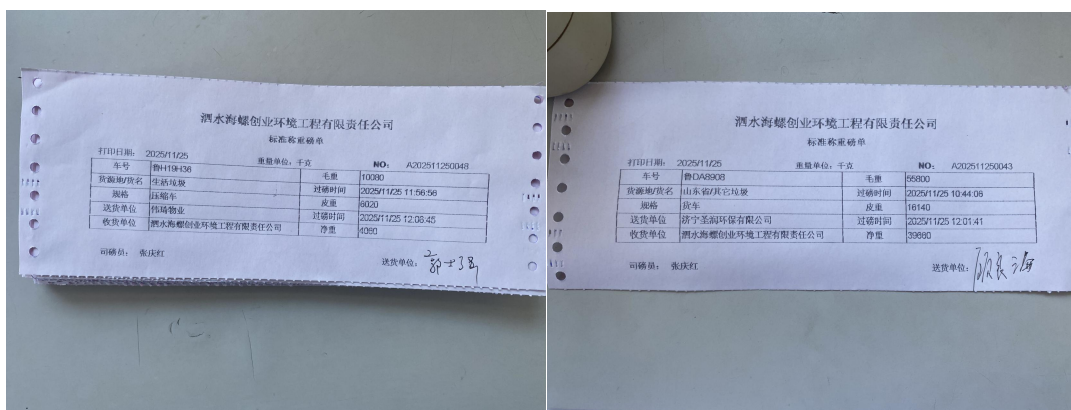 泗水海螺创业环境工程有限责任公司
标准称重磅单
打印日期: 2025/11/25 重量单位:千克 NO: A202511250048
车号 鲁H19H36 毛重 10080
货源地/货名 生活垃圾 过磅时间 2025/11/25 11:56:56
规格 压缩车 皮重 6020
送货单位 伟琦物业 过磅时间 2025/11/25 12:06:45
收货单位 泗水海螺创业环境工程有限责任公司 净重 4060
司磅员: 张庆红 送货单位:
泗水海螺创业环境工程有限责任公司
标准称重磅单
打印日期: 2025/11/25 重量单位:千克 NO: A202511250043
车号 鲁DA8908 毛重 55800
货源地/货名 山东省/其它垃圾 过磅时间 2025/11/25 10:44:06
规格 货车 皮重 16140
送货单位 济宁圣润环保有限公司 过磅时间 2025/11/25 12:01:41
收货单位 泗水海螺创业环境工程有限责任公司 净重 39660
司磅员: 张庆红 送货单位: